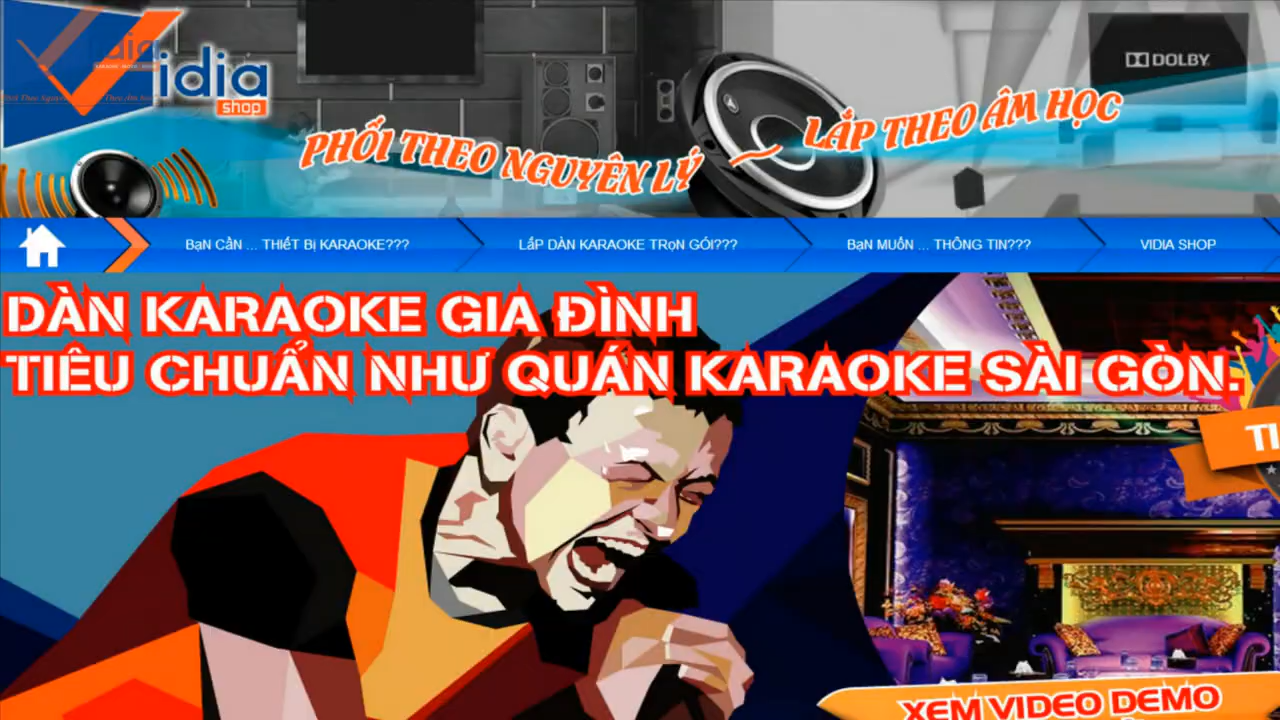 idia
shop
DOLBY
PHỐI THEO NGUYÊN LÝ ~ LẮP THEO ÂM HỌC
BẠN CẦN ... THIẾT Bị KARAOKE???
LẮP DÀN KARAOKE TRỌN GÓI???
BẠN MUỐN ... THÔNG TIN???
VIDIA SHOP
DÀN KARAOKE GIA ĐÌNH
TIÊU CHUẨN NHƯ QUÁN KARAOKE SÀI GÒN.
TI
XEM VIDEO DEMO